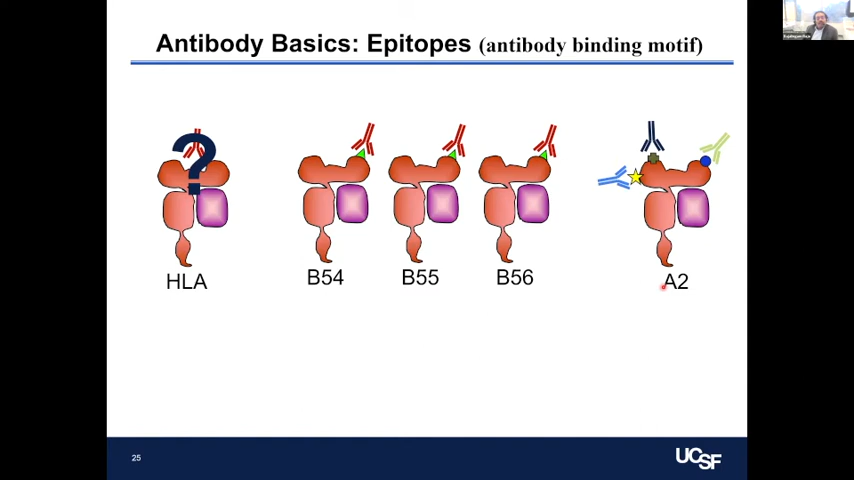 Antibody Basics: Epitopes (antibody binding motif)
?
HLA
B54
B55
B56
A2
25
UCSF